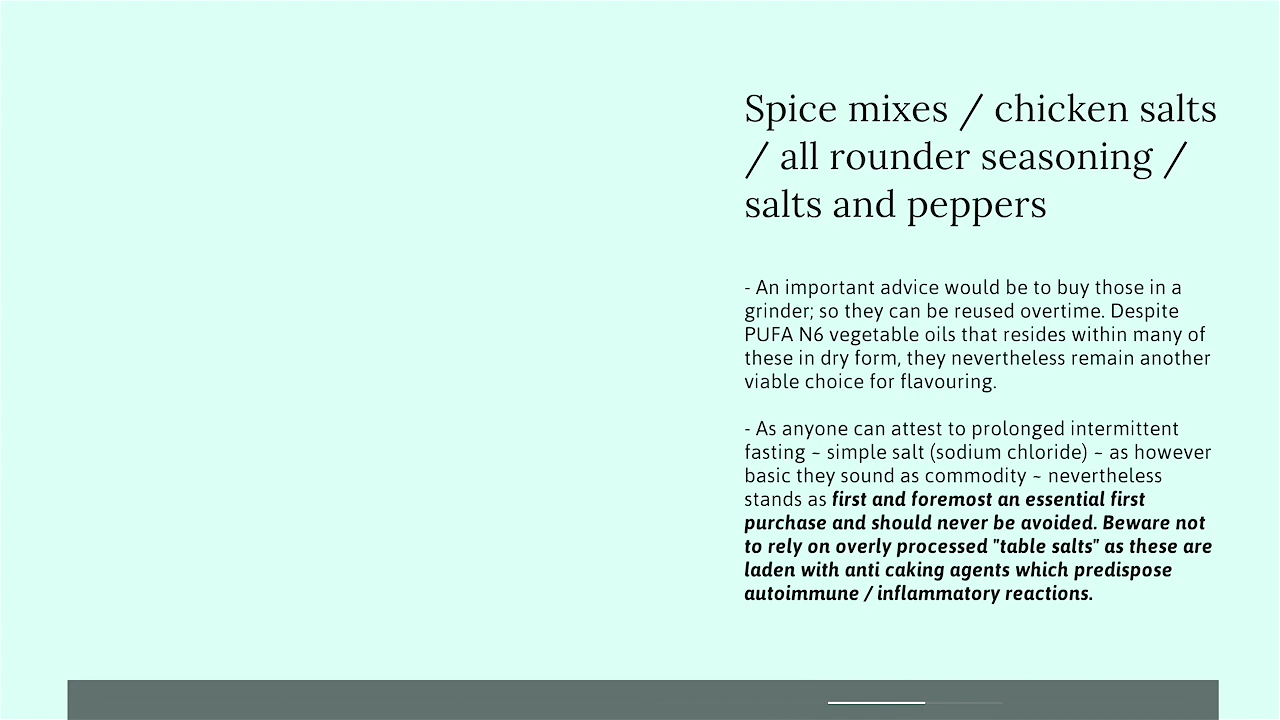 Spice mixes / chicken salts
/ all rounder seasoning /
salts and peppers
- An important advice would be to buy those in a
grinder; so they can be reused overtime. Despite
PUFA N6 vegetable oils that resides within many of
these in dry form, they nevertheless remain another
viable choice for flavouring.
- As anyone can attest to prolonged intermittent
fasting ~ simple salt (sodium chloride) ~ as however
basic they sound as commodity ~ nevertheless
stands as first and foremost an essential first
purchase and should never be avoided. Beware not
to rely on overly processed "table salts" as these are
laden with anti caking agents which predispose
autoimmune / inflammatory reactions.